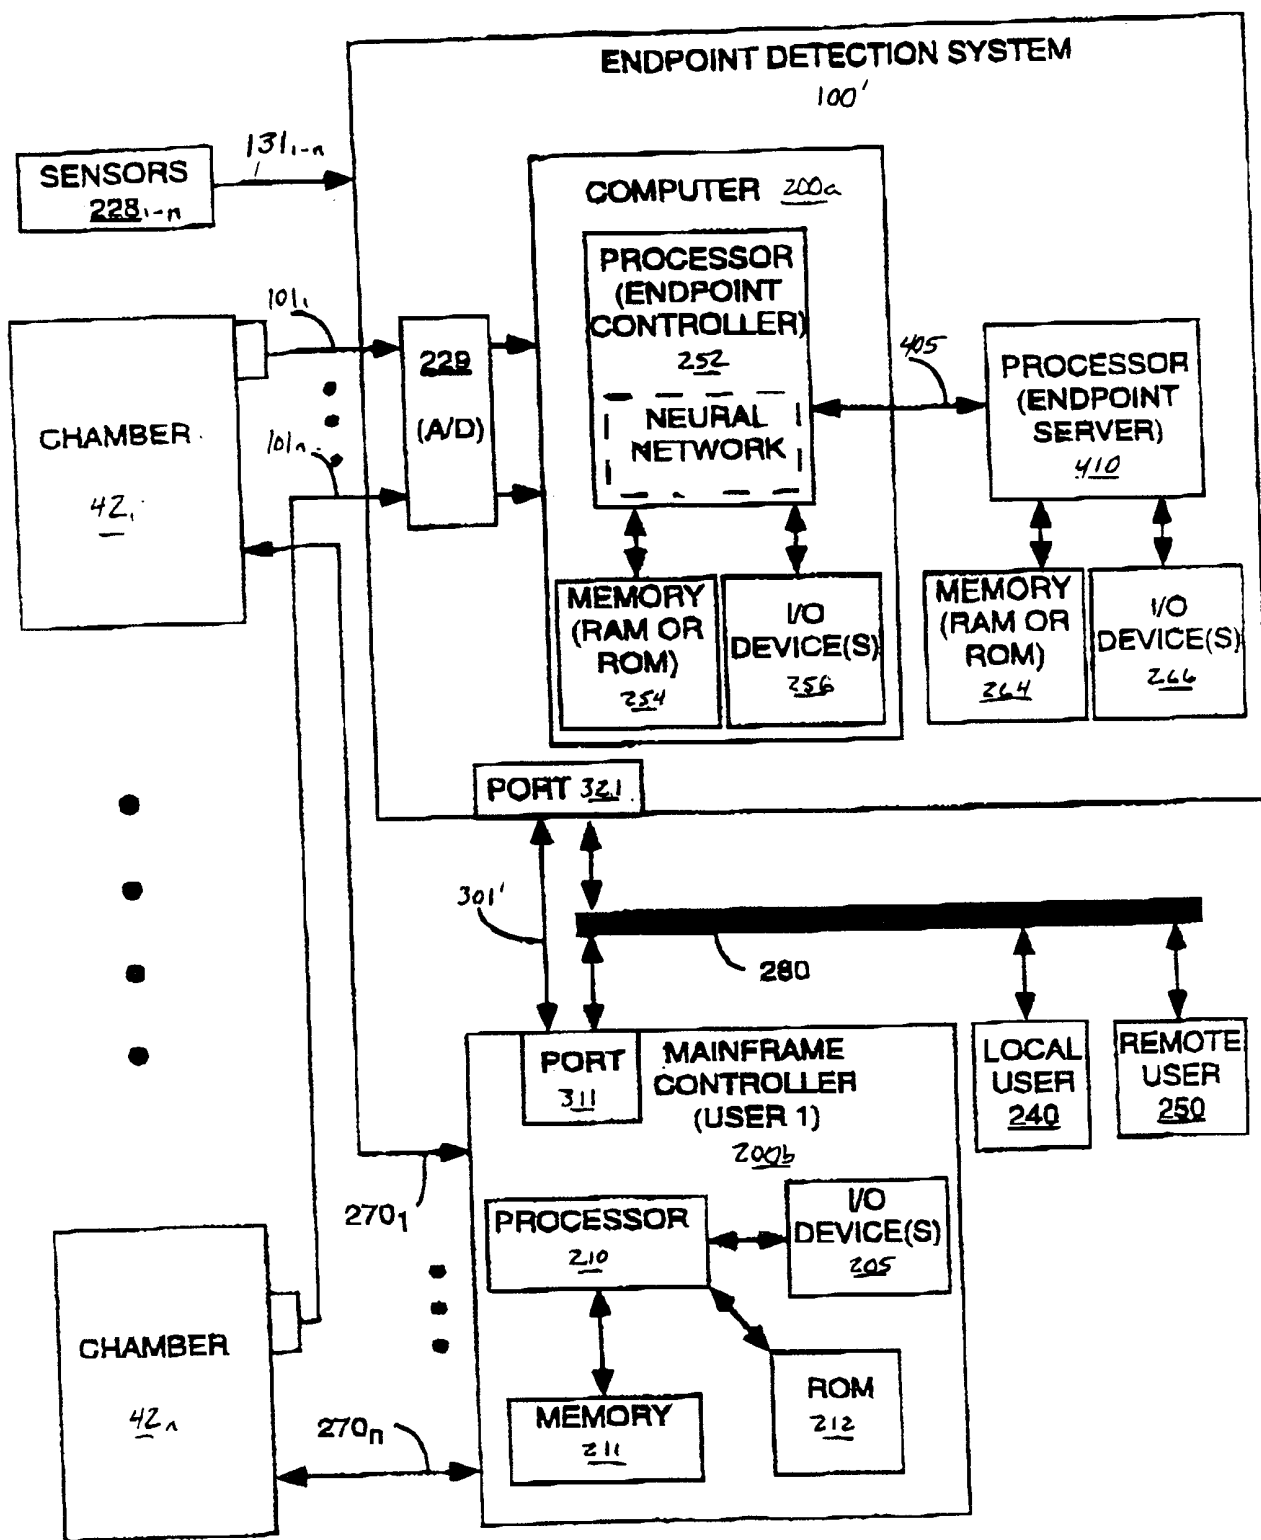 ENDPOINT DETECTION SYSTEM
100'
131₁₋ₙ
SENSORS
228₁₋ₙ
COMPUTER 200a
PROCESSOR
(ENDPOINT
CONTROLLER)
252
NEURAL
NETWORK
101₁
229
(A/D)
101ₙ
405
PROCESSOR
(ENDPOINT
SERVER)
410
CHAMBER
42₁
MEMORY
(RAM OR
ROM)
254
I/O
DEVICE(S)
256
MEMORY
(RAM OR
ROM)
264
I/O
DEVICE(S)
266
PORT 321
301'
280
PORT
311
MAINFRAME
CONTROLLER
(USER 1)
200b
LOCAL
USER
240
REMOTE
USER
250
270₁
PROCESSOR
210
I/O
DEVICE(S)
205
CHAMBER
42ₙ
270ₙ
MEMORY
211
ROM
212